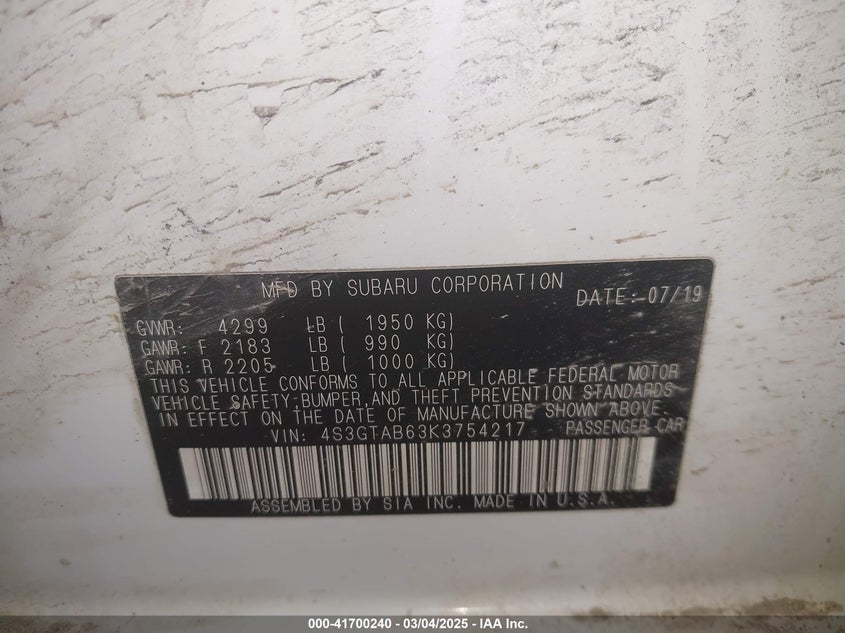 MFD BY SUBARU CORPORATION
DATE: 07/19
GVWR: 4299 LB ( 1950 KG)
GAWR: F 2183 LB ( 990 KG)
GAWR: R 2205 LB ( 1000 KG)
THIS VEHICLE CONFORMS TO ALL APPLICABLE FEDERAL MOTOR
VEHICLE SAFETY,BUMPER,AND THEFT PREVENTION STANDARDS
IN EFFECT ON THE DATE OF MANUFACTURE SHOWN ABOVE.
VIN: 4S3GTAB63K3754217 PASSENGER CAR
ASSEMBLED BY SIA INC. MADE IN U.S.A.
000-41700240 - 03/04/2025 - IAA Inc.